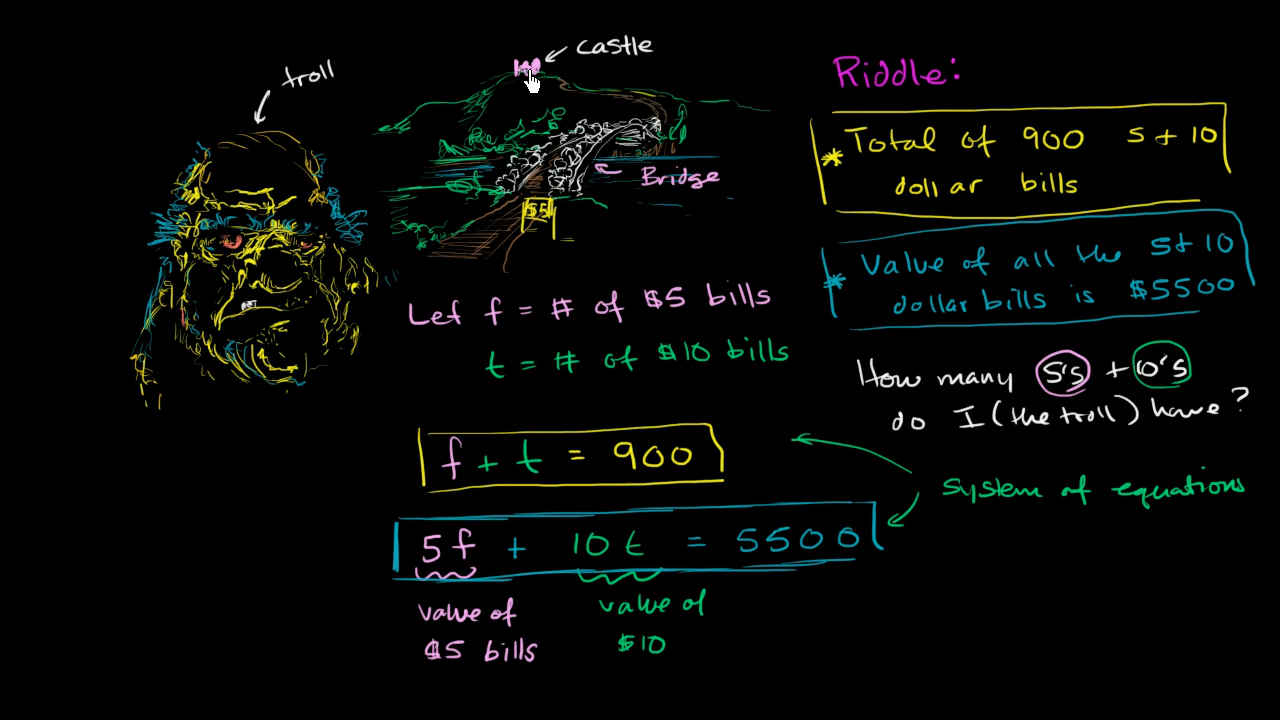 troll
castle
Bridge
$5
Riddle:
* Total of 900 5 + 10
dollar bills
* Value of all the 5+ 10
dollar bills is $5500
How many 5's + 10's
do I (the troll) have?
Let f = # of $5 bills
t = # of $10 bills
f + t = 900
system of equations
5f + 10t = 5500
value of
$5 bills
value of
$10